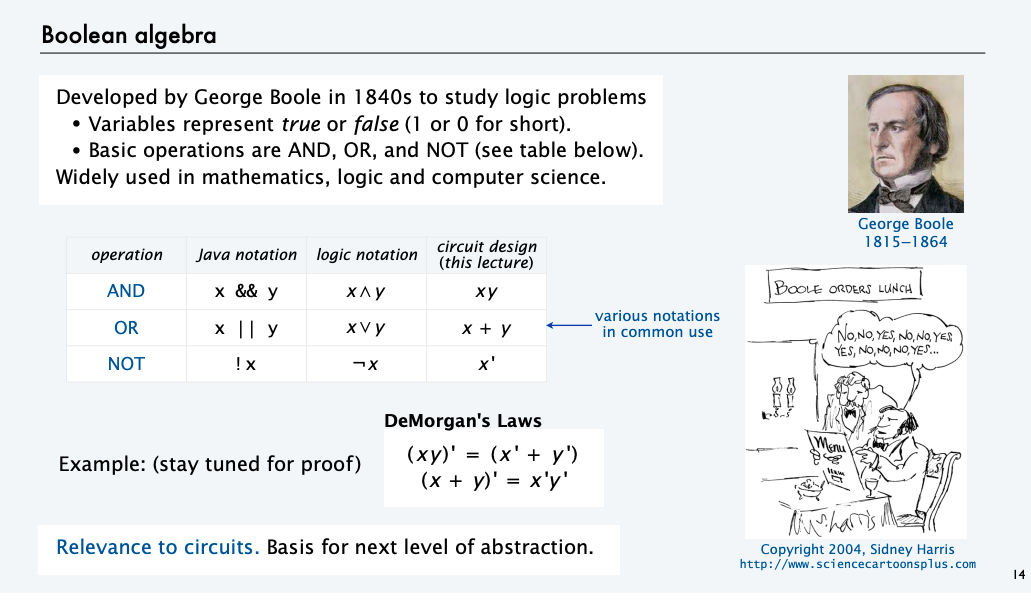 Boolean algebra
Developed by George Boole in 1840s to study logic problems
• Variables represent true or false (1 or 0 for short).
• Basic operations are AND, OR, and NOT (see table below).
Widely used in mathematics, logic and computer science.
George Boole
1815–1864
operation Java notation logic notation circuit design
(this lecture)
AND x && y x ∧ y xy
OR x || y x ∨ y x + y
NOT !x ¬x x'
various notations
in common use
BOOLE ORDERS LUNCH
NO, NO, YES, NO, NO, YES
YES, NO, NO, NO, YES...
Menu
DeMorgan's Laws
Example: (stay tuned for proof)
(xy)' = (x' + y')
(x + y)' = x'y'
Relevance to circuits. Basis for next level of abstraction.
S. harris
Copyright 2004, Sidney Harris
http://www.sciencecartoonsplus.com
14